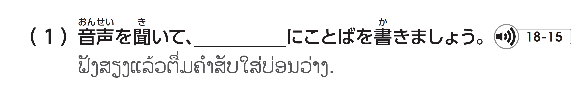 （1）音声を聞いて、＿＿＿＿にことばを書きましょう。 18-15
ຟັງສຽງແລ້ວຕື່ມຄຳສັບໃສ່ບ່ອນວ່າງ.